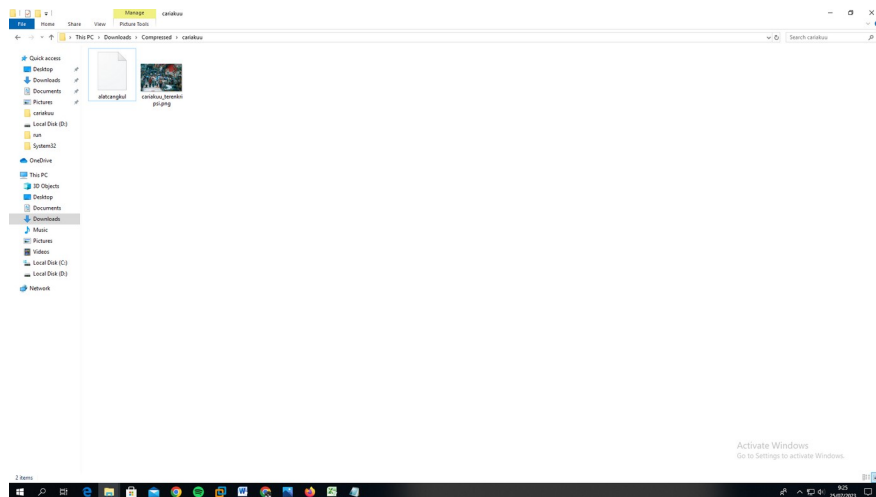 Manage
cariakuu
File
Home
Share
View
Picture Tools
This PC
Downloads
Compressed
cariakuu
Search cariakuu
Quick access
Desktop
Downloads
Documents
Pictures
cariakuu
Local Disk (D:)
run
System32
OneDrive
This PC
3D Objects
Desktop
Documents
Downloads
Music
Pictures
Videos
Local Disk (C:)
Local Disk (D:)
Network
alatcangkul
cariakuu_terenkri
psi.png
Activate Windows
Go to Settings to activate Windows.
2 items
9:25
25/07/2023